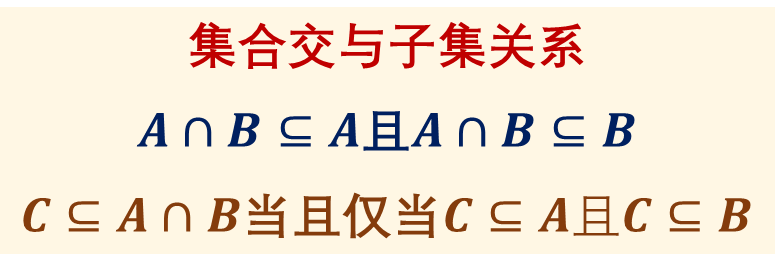 集合交与子集关系
A ∩ B ⊆ A且A ∩ B ⊆ B
C ⊆ A ∩ B当且仅当C ⊆ A且C ⊆ B